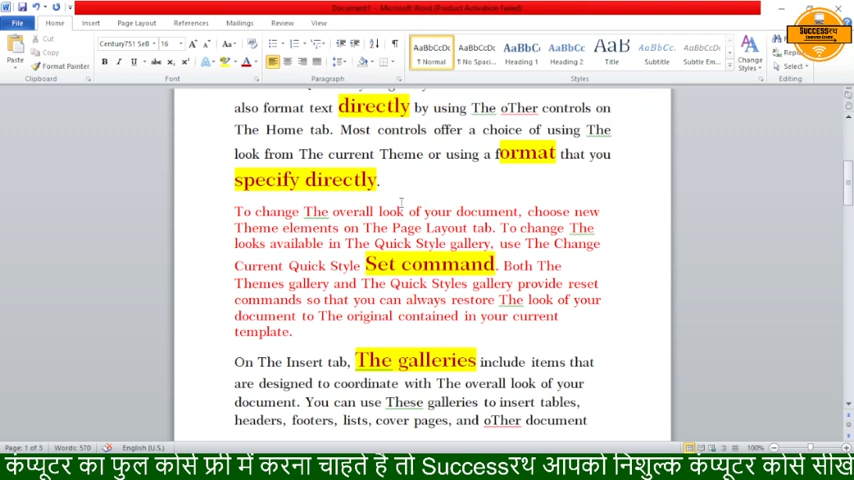 Document1 - Microsoft Word (Product Activation Failed)
File Home Insert Page Layout References Mailings Review View
Cut
Copy
Format Painter
Paste
Century751 SeB 16
Clipboard Font Paragraph Styles Editing
AaBbCcDc AaBbCcDc AaBbC AaBbCc AaB AaBbCc. AaBbCcD
¶ Normal ¶ No Spaci... Heading 1 Heading 2 Title Subtitle Subtle Em...
Change Styles
Select
SUCCESSरथ
also format text directly by using The oTher controls on
The Home tab. Most controls offer a choice of using The
look from The current Theme or using a format that you
specify directly.
To change The overall look of your document, choose new
Theme elements on The Page Layout tab. To change The
looks available in The Quick Style gallery, use The Change
Current Quick Style Set command. Both The
Themes gallery and The Quick Styles gallery provide reset
commands so that you can always restore The look of your
document to The original contained in your current
template.
On The Insert tab, The galleries include items that
are designed to coordinate with The overall look of your
document. You can use These galleries to insert tables,
headers, footers, lists, cover pages, and oTher document
Page: 1 of 3 Words: 570 English (U.S.) 100%
कंप्यूटर का फुल कोर्स फ्री में करना चाहते है तो Successरथ आपको निशुल्क कंप्यूटर कोर्स सीखे